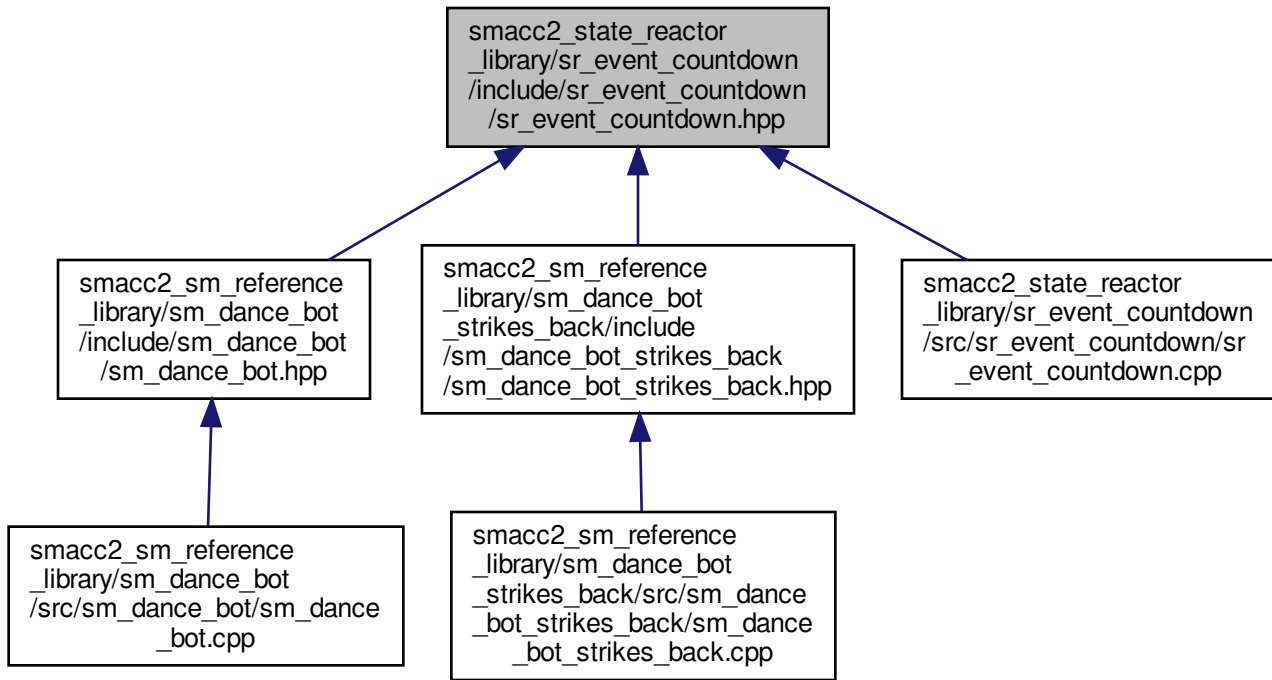 smacc2_state_reactor
_library/sr_event_countdown
/include/sr_event_countdown
/sr_event_countdown.hpp
smacc2_sm_reference
_library/sm_dance_bot
/include/sm_dance_bot
/sm_dance_bot.hpp
smacc2_sm_reference
_library/sm_dance_bot
_strikes_back/include
/sm_dance_bot_strikes_back
/sm_dance_bot_strikes_back.hpp
smacc2_state_reactor
_library/sr_event_countdown
/src/sr_event_countdown/sr
_event_countdown.cpp
smacc2_sm_reference
_library/sm_dance_bot
/src/sm_dance_bot/sm_dance
_bot.cpp
smacc2_sm_reference
_library/sm_dance_bot
_strikes_back/src/sm_dance
_bot_strikes_back/sm_dance
_bot_strikes_back.cpp